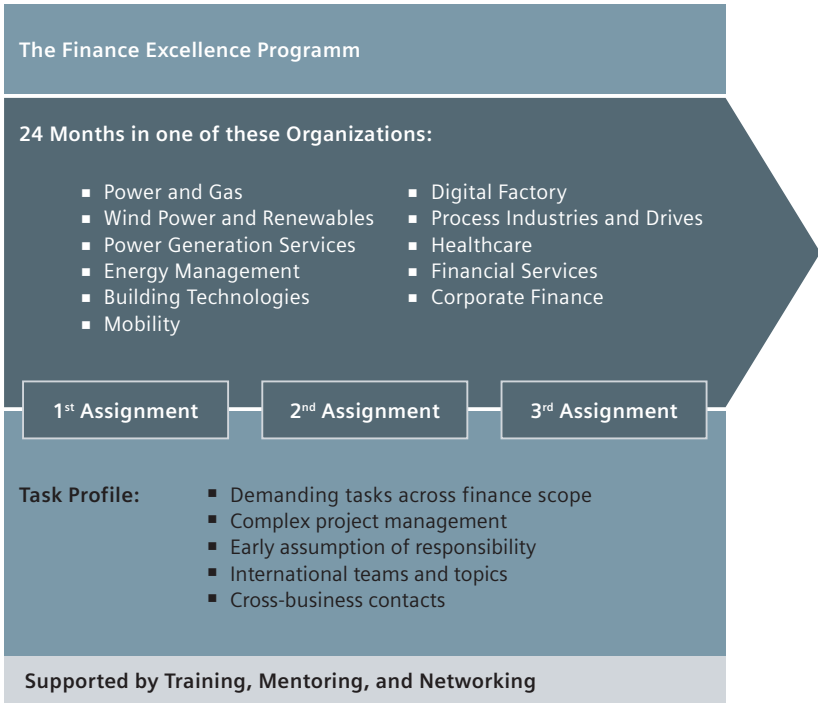 The Finance Excellence Programm
24 Months in one of these Organizations:
▪ Power and Gas
▪ Wind Power and Renewables
▪ Power Generation Services
▪ Energy Management
▪ Building Technologies
▪ Mobility
▪ Digital Factory
▪ Process Industries and Drives
▪ Healthcare
▪ Financial Services
▪ Corporate Finance
1st Assignment
2nd Assignment
3rd Assignment
Task Profile:
▪ Demanding tasks across finance scope
▪ Complex project management
▪ Early assumption of responsibility
▪ International teams and topics
▪ Cross-business contacts
Supported by Training, Mentoring, and Networking